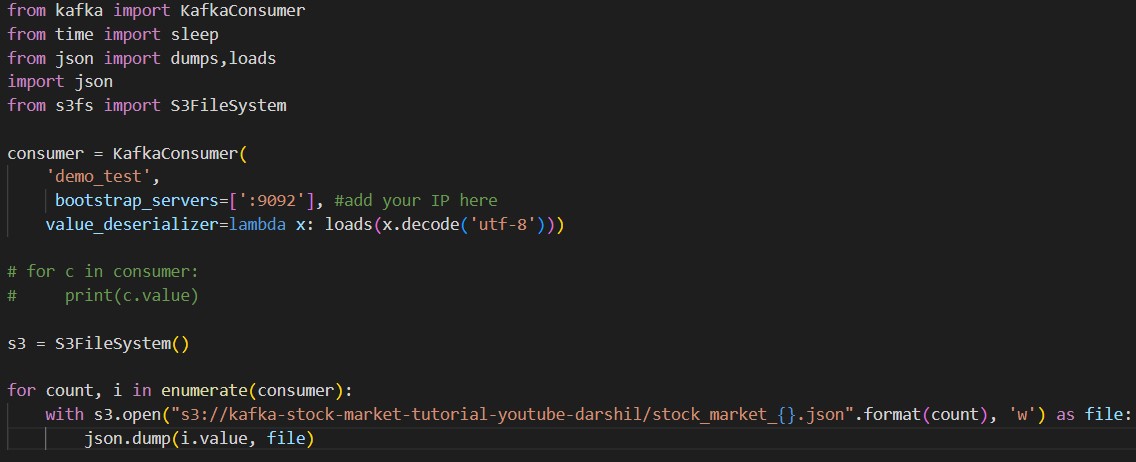 from kafka import KafkaConsumer
from time import sleep
from json import dumps,loads
import json
from s3fs import S3FileSystem
consumer = KafkaConsumer(
'demo_test',
bootstrap_servers=[':9092'], #add your IP here
value_deserializer=lambda x: loads(x.decode('utf-8')))
# for c in consumer:
#     print(c.value)
s3 = S3FileSystem()
for count, i in enumerate(consumer):
with s3.open("s3://kafka-stock-market-tutorial-youtube-darshil/stock_market_{}.json".format(count), 'w') as file:
json.dump(i.value, file)